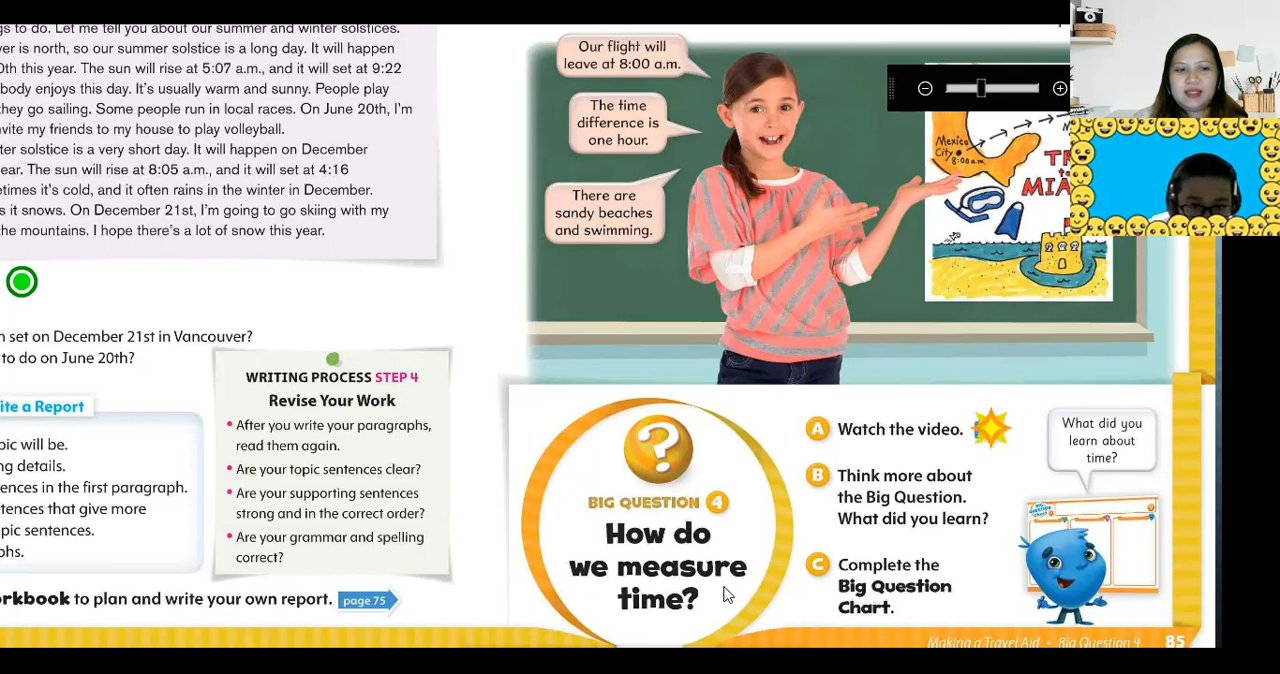 gs to do. Let me tell you about our summer and winter solstices.
ver is north, so our summer solstice is a long day. It will happen
0th this year. The sun will rise at 5:07 a.m., and it will set at 9:22
body enjoys this day. It's usually warm and sunny. People play
they go sailing. Some people run in local races. On June 20th, I'm
nvite my friends to my house to play volleyball.
ter solstice is a very short day. It will happen on December
ear. The sun will rise at 8:05 a.m., and it will set at 4:16
etimes it's cold, and it often rains in the winter in December.
s it snows. On December 21st, I'm going to go skiing with my
the mountains. I hope there's a lot of snow this year.
n set on December 21st in Vancouver?
to do on June 20th?
ite a Report
pic will be.
ng details.
ences in the first paragraph.
tences that give more
pic sentences.
phs.
WRITING PROCESS STEP 4
Revise Your Work
• After you write your paragraphs,
read them again.
• Are your topic sentences clear?
• Are your supporting sentences
strong and in the correct order?
• Are your grammar and spelling
correct?
orkbook to plan and write your own report. page 75
Our flight will
leave at 8:00 a.m.
The time
difference is
one hour.
There are
sandy beaches
and swimming.
Mexico
City
8:00 a.m.
TR
to
MIA
?
BIG QUESTION 4
How do
we measure
time?
A Watch the video.
B Think more about
the Big Question.
What did you learn?
C Complete the
Big Question
Chart.
What did you
learn about
time?
Making a Travel Aid • Big Question 4 85